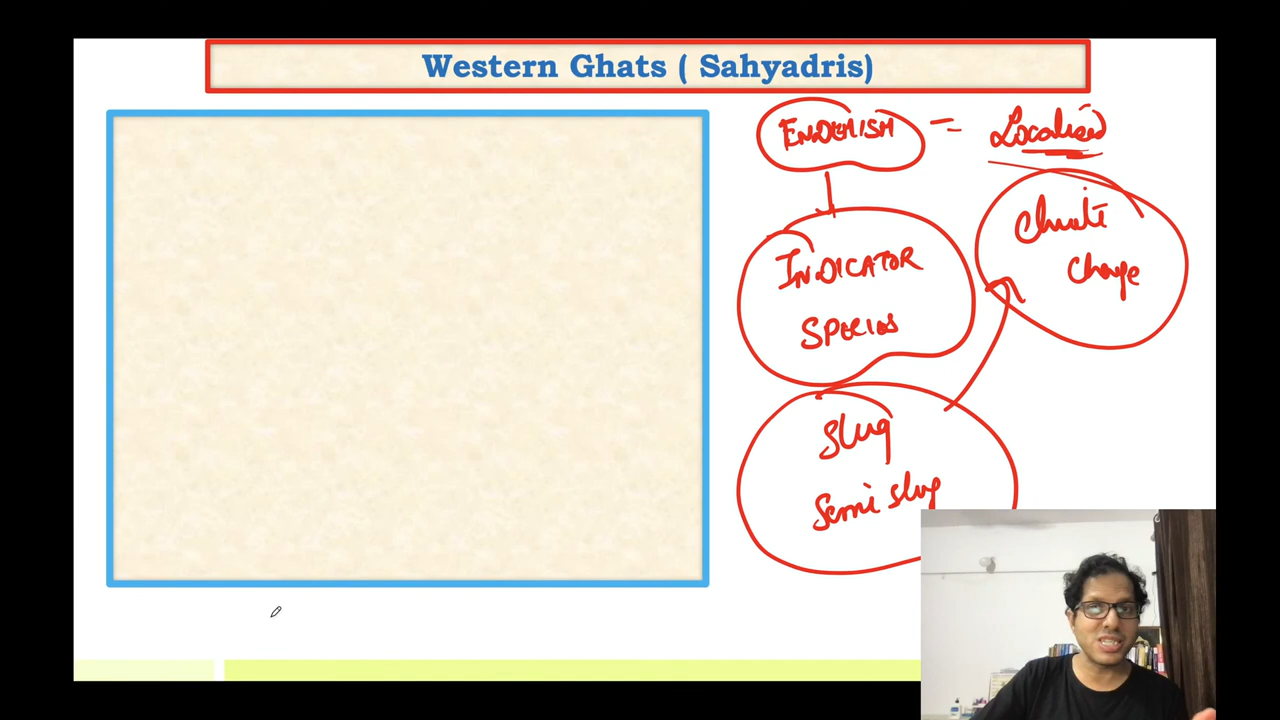 Western Ghats ( Sahyadris)
ENDEMISM = Localised
INDICATOR
SPECIES
Climate
Change
Slug
Semi slug